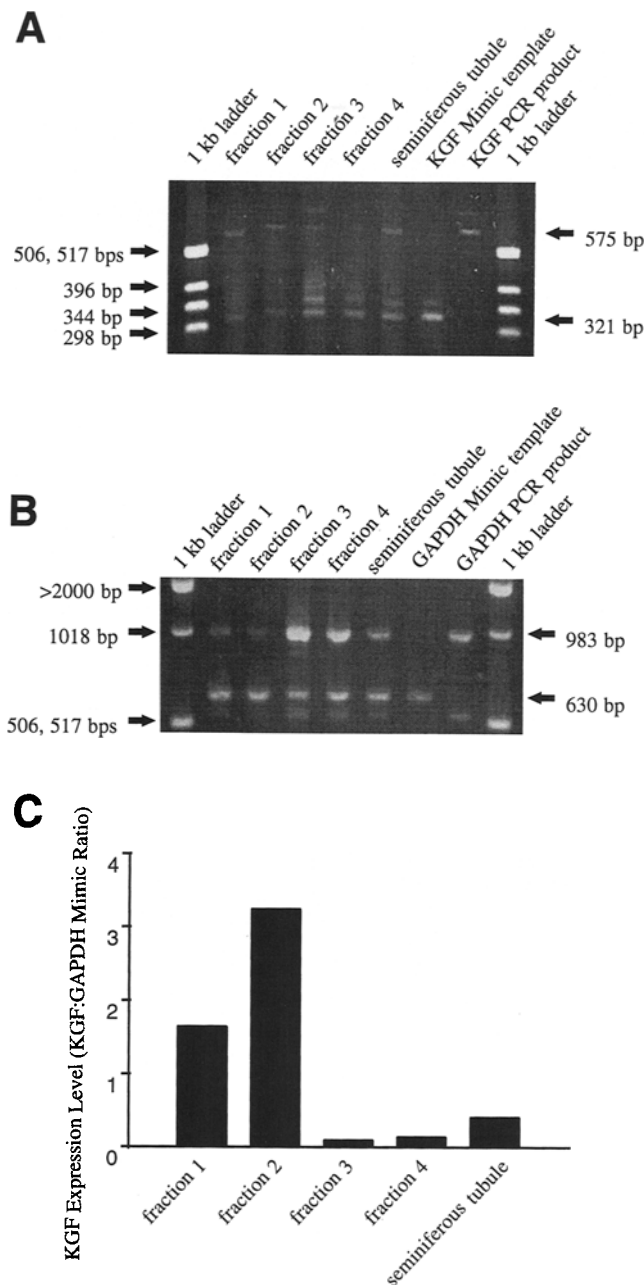 A
1 kb ladder
fraction 1
fraction 2
fraction 3
fraction 4
seminiferous tubule
KGF Mimic template
KGF PCR product
1 kb ladder
506, 517 bps
396 bp
344 bp
298 bp
575 bp
321 bp
B
1 kb ladder
fraction 1
fraction 2
fraction 3
fraction 4
seminiferous tubule
GAPDH Mimic template
GAPDH PCR product
1 kb ladder
>2000 bp
1018 bp
506, 517 bps
983 bp
630 bp
C
KGF Expression Level (KGF:GAPDH Mimic Ratio)
4
3
2
1
0
fraction 1
fraction 2
fraction 3
fraction 4
seminiferous tubule